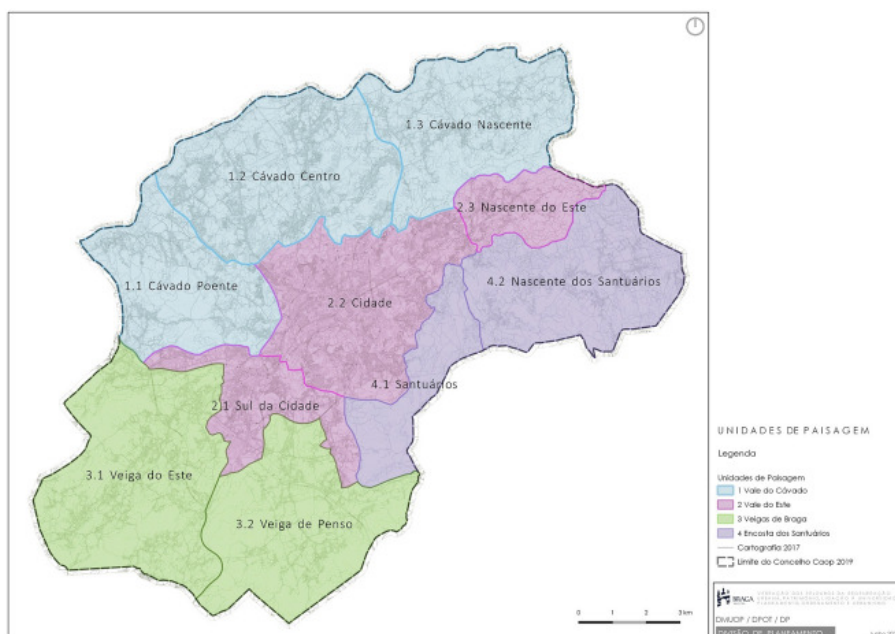 1.3 Cávado Nascente
1.2 Cávado Centro
2.3 Nascente do Este
1.1 Cávado Poente
2.2 Cidade
4.2 Nascente dos Santuários
4.1 Santuários
2.1 Sul da Cidade
3.1 Veiga do Este
3.2 Veiga de Penso
0 1 2 3 km
UNIDADES DE PAISAGEM
Legenda
Unidades de Paisagem
1 Vale do Cávado
2 Vale do Este
3 Veigas de Braga
4 Encosta dos Santuários
Cartografia 2017
Limite do Concelho Caop 2019
BRAGA
DMUOP / DPOT / DP
DIVISÃO DE PLANEAMENTO